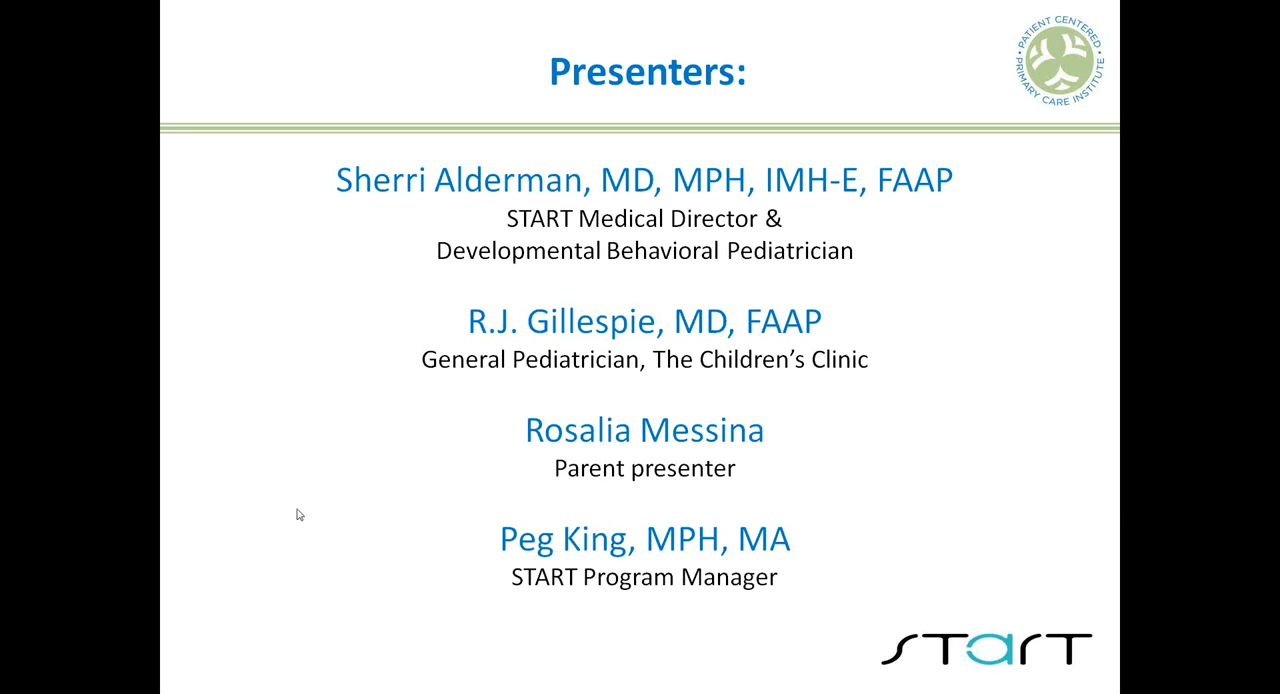 Presenters:
• PATIENT CENTERED •
PRIMARY CARE INSTITUTE
Sherri Alderman, MD, MPH, IMH-E, FAAP
START Medical Director &
Developmental Behavioral Pediatrician
R.J. Gillespie, MD, FAAP
General Pediatrician, The Children’s Clinic
Rosalia Messina
Parent presenter
Peg King, MPH, MA
START Program Manager
START